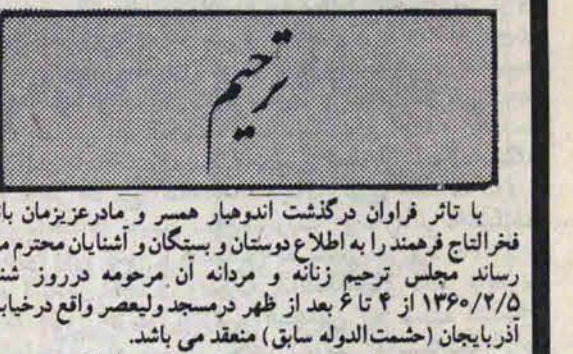 ترحیم
با تاثر فراوان درگذشت اندوهبار همسر و مادرعزیزمان
فخرالتاج فرهمند را به اطلاع دوستان و بستگان و آشنایان محترم
رساند مجلس ترحیم زنانه و مردانه آن مرحومه درروز
۱۳۶۰/۲/۵ از ۴ تا ۶ بعد از ظهر درمسجد ولیعصر واقع
آذربایجان (حشمت‌الدوله سابق) منعقد می باشد.